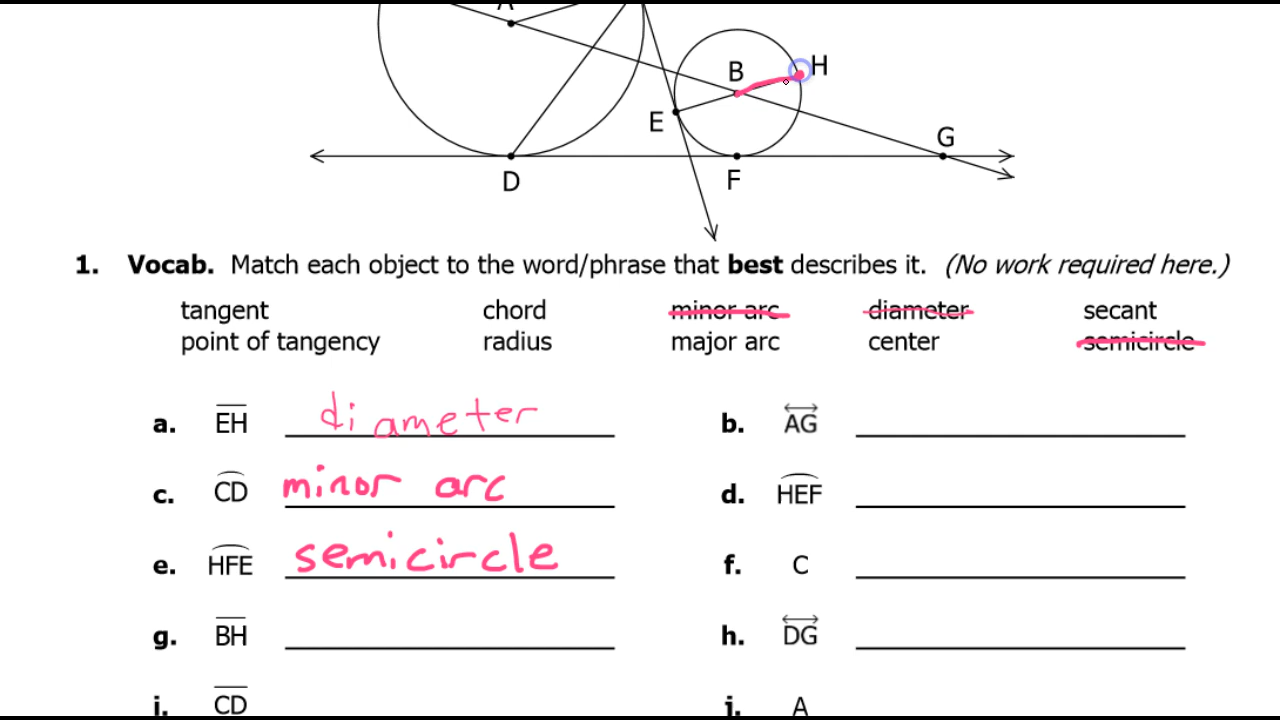 A
B
H
E
G
D
F
1. Vocab. Match each object to the word/phrase that best describes it. (No work required here.)
tangent chord minor arc diameter secant
point of tangency radius major arc center semicircle
a. EH diameter b. AG
c. CD minor arc d. HEF
e. HFE semicircle f. C
g. BH h. DG
i. CD j. A